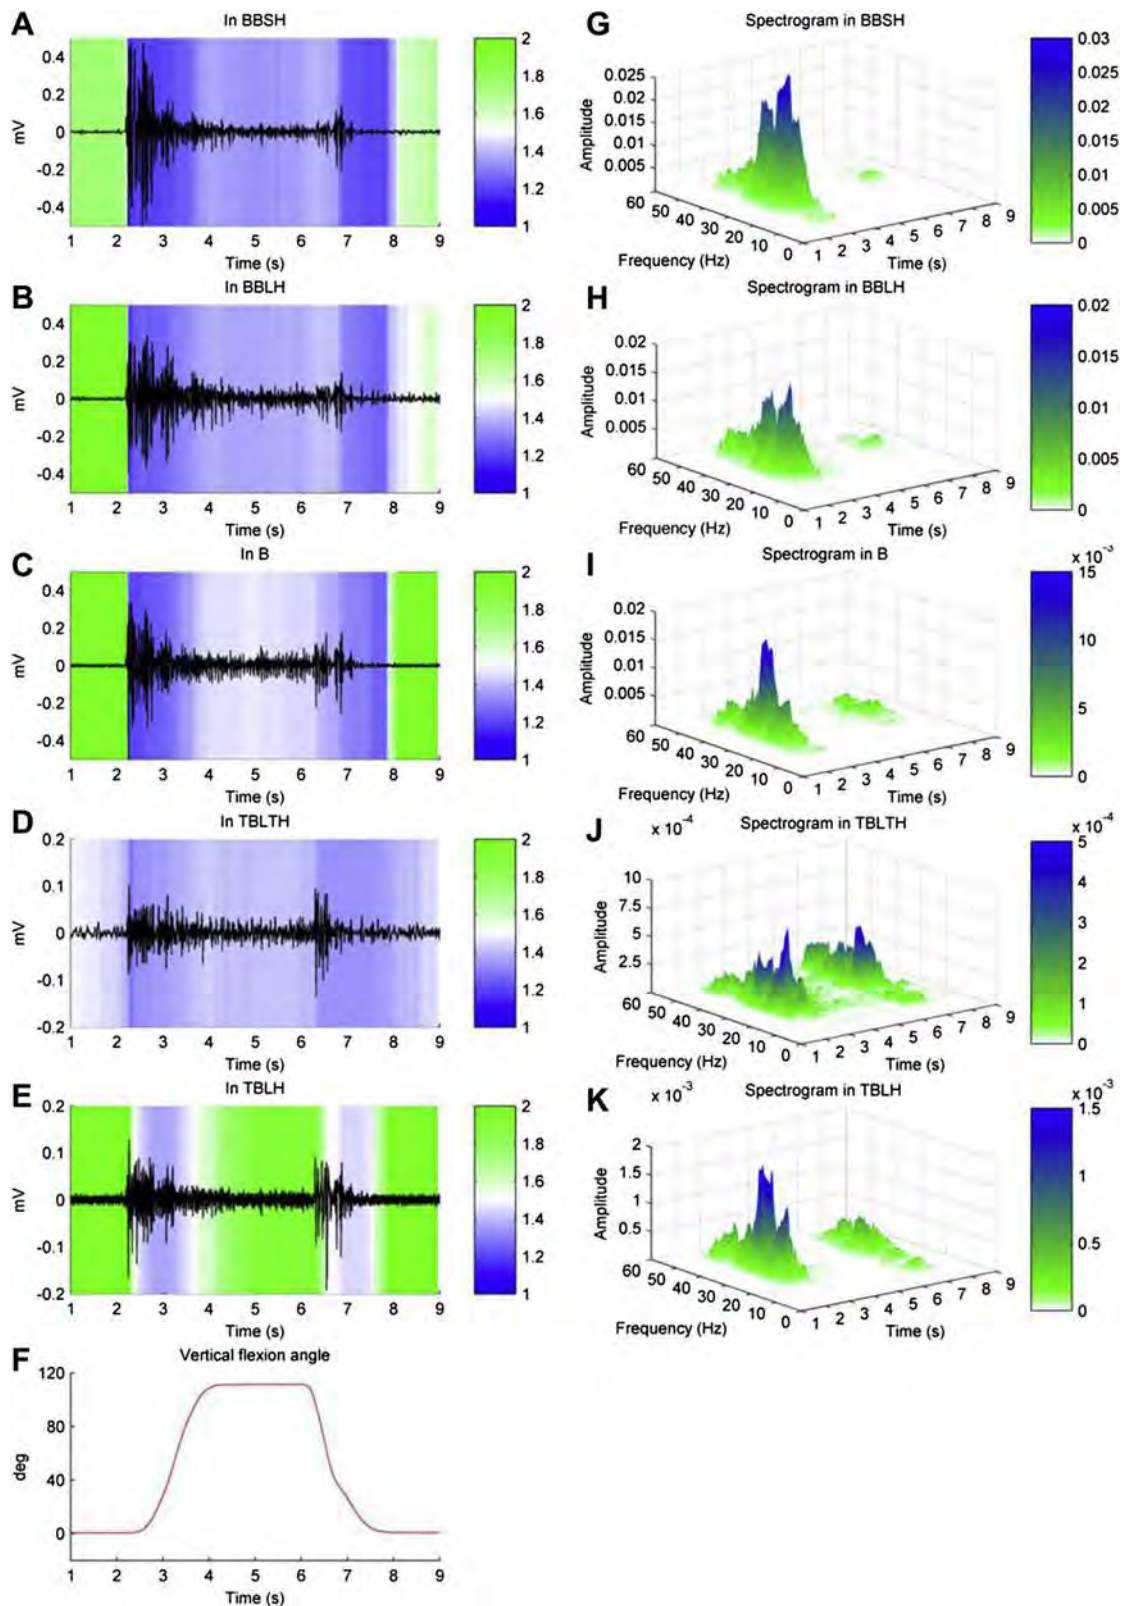 A
In BBSH
0.4
0.2
0
-0.2
-0.4
mV
1 2 3 4 5 6 7 8 9
Time (s)
2
1.8
1.6
1.4
1.2
1
G
Spectrogram in BBSH
0.025
0.02
0.015
0.01
0.005
Amplitude
60 50 40 30 20 10 0
Frequency (Hz)
1 2 3 4 5 6 7 8 9
Time (s)
0.03
0.025
0.02
0.015
0.01
0.005
0
B
In BBLH
0.4
0.2
0
-0.2
-0.4
mV
1 2 3 4 5 6 7 8 9
Time (s)
2
1.8
1.6
1.4
1.2
1
H
Spectrogram in BBLH
0.02
0.015
0.01
0.005
Amplitude
60 50 40 30 20 10 0
Frequency (Hz)
1 2 3 4 5 6 7 8 9
Time (s)
0.02
0.015
0.01
0.005
0
C
In B
0.4
0.2
0
-0.2
-0.4
mV
1 2 3 4 5 6 7 8 9
Time (s)
2
1.8
1.6
1.4
1.2
1
I
Spectrogram in B
0.02
0.015
0.01
0.005
Amplitude
60 50 40 30 20 10 0
Frequency (Hz)
1 2 3 4 5 6 7 8 9
Time (s)
x 10⁻³
15
10
5
0
D
In TBLTH
0.2
0.1
0
-0.1
-0.2
mV
1 2 3 4 5 6 7 8 9
Time (s)
2
1.8
1.6
1.4
1.2
1
J
x 10⁻⁴
Spectrogram in TBLTH
10
7.5
5
2.5
Amplitude
60 50 40 30 20 10 0
Frequency (Hz)
1 2 3 4 5 6 7 8 9
Time (s)
x 10⁻⁴
5
4
3
2
1
0
E
In TBLH
0.2
0.1
0
-0.1
-0.2
mV
1 2 3 4 5 6 7 8 9
Time (s)
2
1.8
1.6
1.4
1.2
1
K
x 10⁻³
Spectrogram in TBLH
2
1.5
1
0.5
Amplitude
60 50 40 30 20 10 0
Frequency (Hz)
1 2 3 4 5 6 7 8 9
Time (s)
x 10⁻³
1.5
1
0.5
0
F
Vertical flexion angle
120
80
40
0
deg
1 2 3 4 5 6 7 8 9
Time (s)